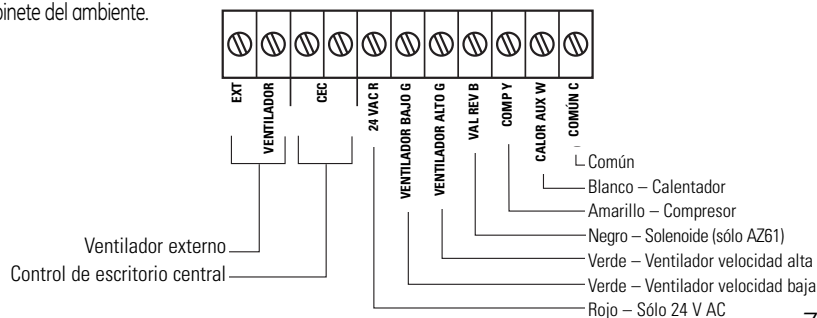 binete del ambiente.
EXT
VENTILADOR
CEC
24 VAC R
VENTILADOR BAJO G
VENTILADOR ALTO G
VAL REV B
COMP Y
CALOR AUX W
COMÚN C
Común
Blanco – Calentador
Amarillo – Compresor
Negro – Solenoide (sólo AZ61)
Verde – Ventilador velocidad alta
Verde – Ventilador velocidad baja
Rojo – Sólo 24 V AC
Ventilador externo
Control de escritorio central